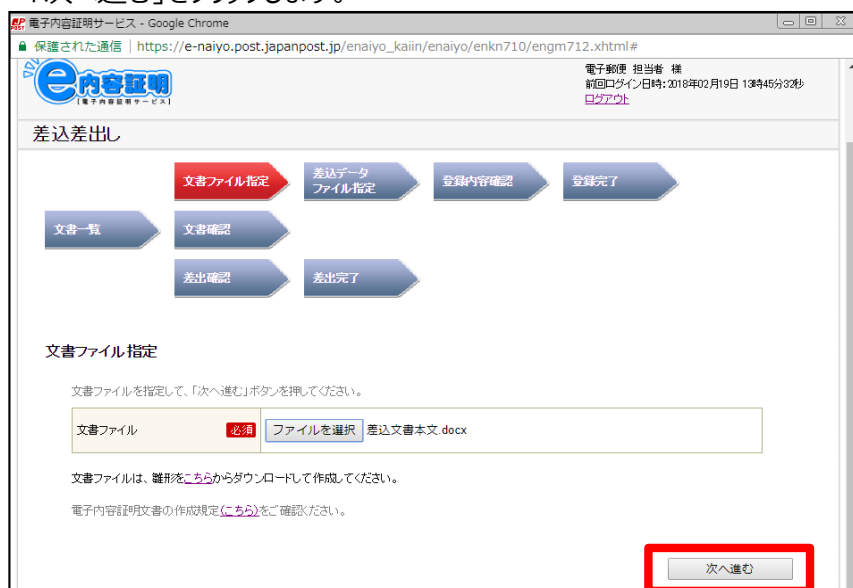 「次へ進む」をクリックします。
電子内容証明サービス - Google Chrome
保護された通信 | https://e-naiyo.post.japanpost.jp/enaiyo_kaiin/enaiyo/enkn710/engm712.xhtml#
e内容証明
[電子内容証明サービス]
電子郵便 担当者 様
前回ログイン日時:2018年02月19日 13時45分32秒
ログアウト
差込差出し
文書ファイル指定
差込データ
ファイル指定
登録内容確認
登録完了
文書一覧
文書確認
差出確認
差出完了
文書ファイル指定
文書ファイルを指定して、「次へ進む」ボタンを押してください。
文書ファイル 必須 ファイルを選択 差込文書本文.docx
文書ファイルは、雛形をこちらからダウンロードして作成してください。
電子内容証明文書の作成規定(こちら)をご確認ください。
次へ進む